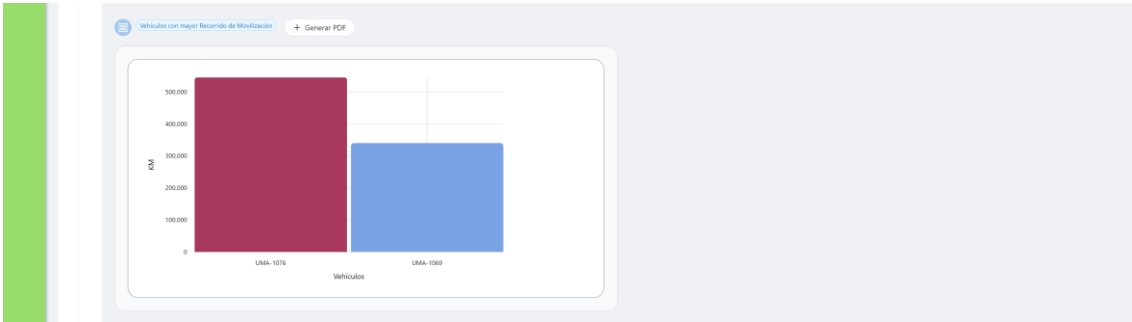 Vehículos con mayor Recorrido de Movilización
+ Generar PDF
500,000
400,000
300,000
200,000
100,000
0
KM
UMA-1076 UMA-1069
Vehículos